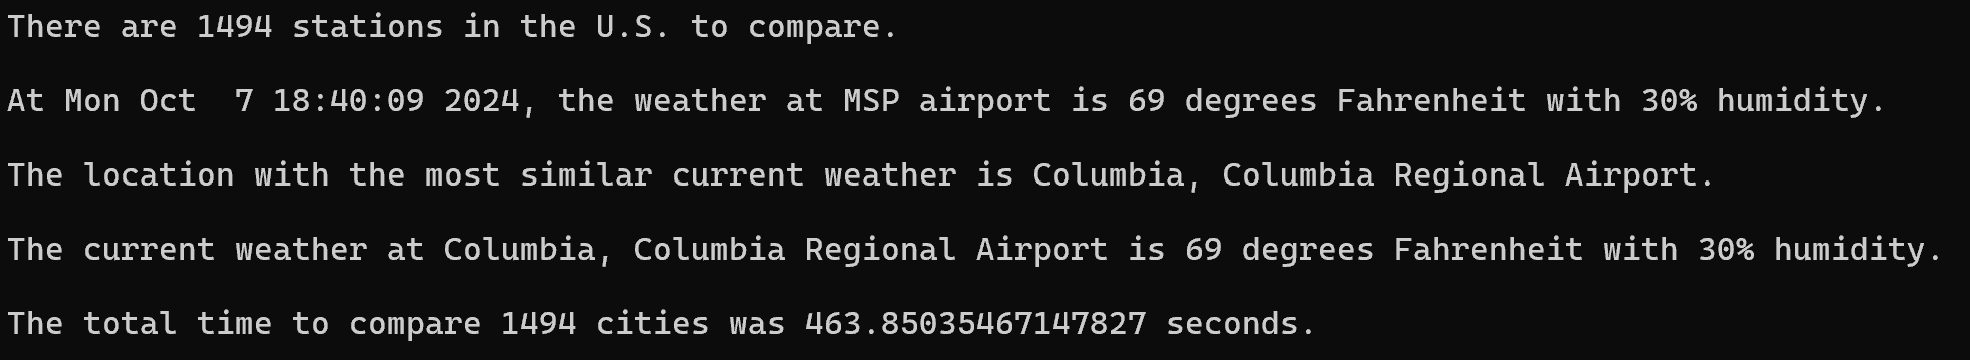 There are 1494 stations in the U.S. to compare.
At Mon Oct  7 18:40:09 2024, the weather at MSP airport is 69 degrees Fahrenheit with 30% humidity.
The location with the most similar current weather is Columbia, Columbia Regional Airport.
The current weather at Columbia, Columbia Regional Airport is 69 degrees Fahrenheit with 30% humidity.
The total time to compare 1494 cities was 463.85035467147827 seconds.